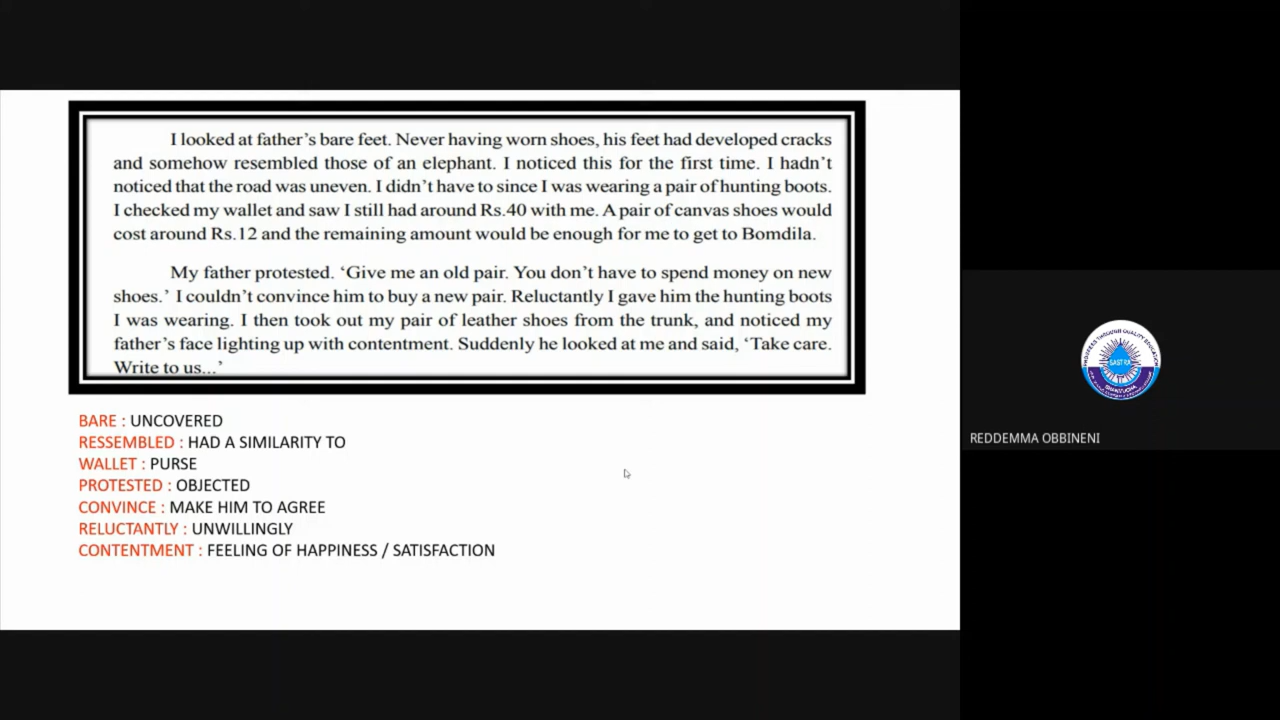 I looked at father's bare feet. Never having worn shoes, his feet had developed cracks
and somehow resembled those of an elephant. I noticed this for the first time. I hadn't
noticed that the road was uneven. I didn't have to since I was wearing a pair of hunting boots.
I checked my wallet and saw I still had around Rs.40 with me. A pair of canvas shoes would
cost around Rs.12 and the remaining amount would be enough for me to get to Bomdila.
My father protested. 'Give me an old pair. You don't have to spend money on new
shoes.' I couldn't convince him to buy a new pair. Reluctantly I gave him the hunting boots
I was wearing. I then took out my pair of leather shoes from the trunk, and noticed my
father's face lighting up with contentment. Suddenly he looked at me and said, 'Take care.
Write to us...'
BARE : UNCOVERED
RESSEMBLED : HAD A SIMILARITY TO
WALLET : PURSE
PROTESTED : OBJECTED
CONVINCE : MAKE HIM TO AGREE
RELUCTANTLY : UNWILLINGLY
CONTENTMENT : FEELING OF HAPPINESS / SATISFACTION
SASTRA
REDDEMMA OBBINENI